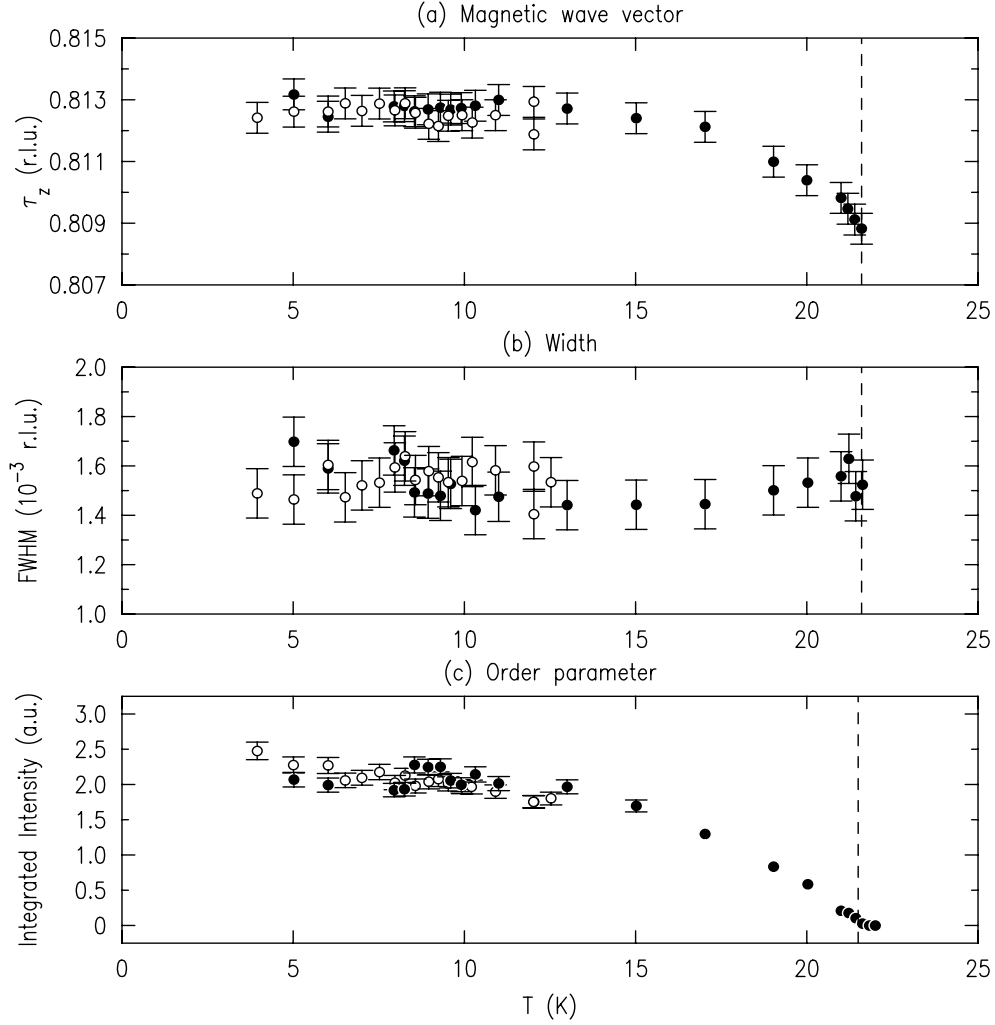 (a) Magnetic wave vector
0.815
0.813
0.811
0.809
0.807
τz (r.l.u.)
0 5 10 15 20 25
(b) Width
2.0
1.8
1.6
1.4
1.2
1.0
FWHM (10⁻³ r.l.u.)
0 5 10 15 20 25
(c) Order parameter
3.0
2.5
2.0
1.5
1.0
0.5
0
Integrated Intensity (a.u.)
0 5 10 15 20 25
T (K)